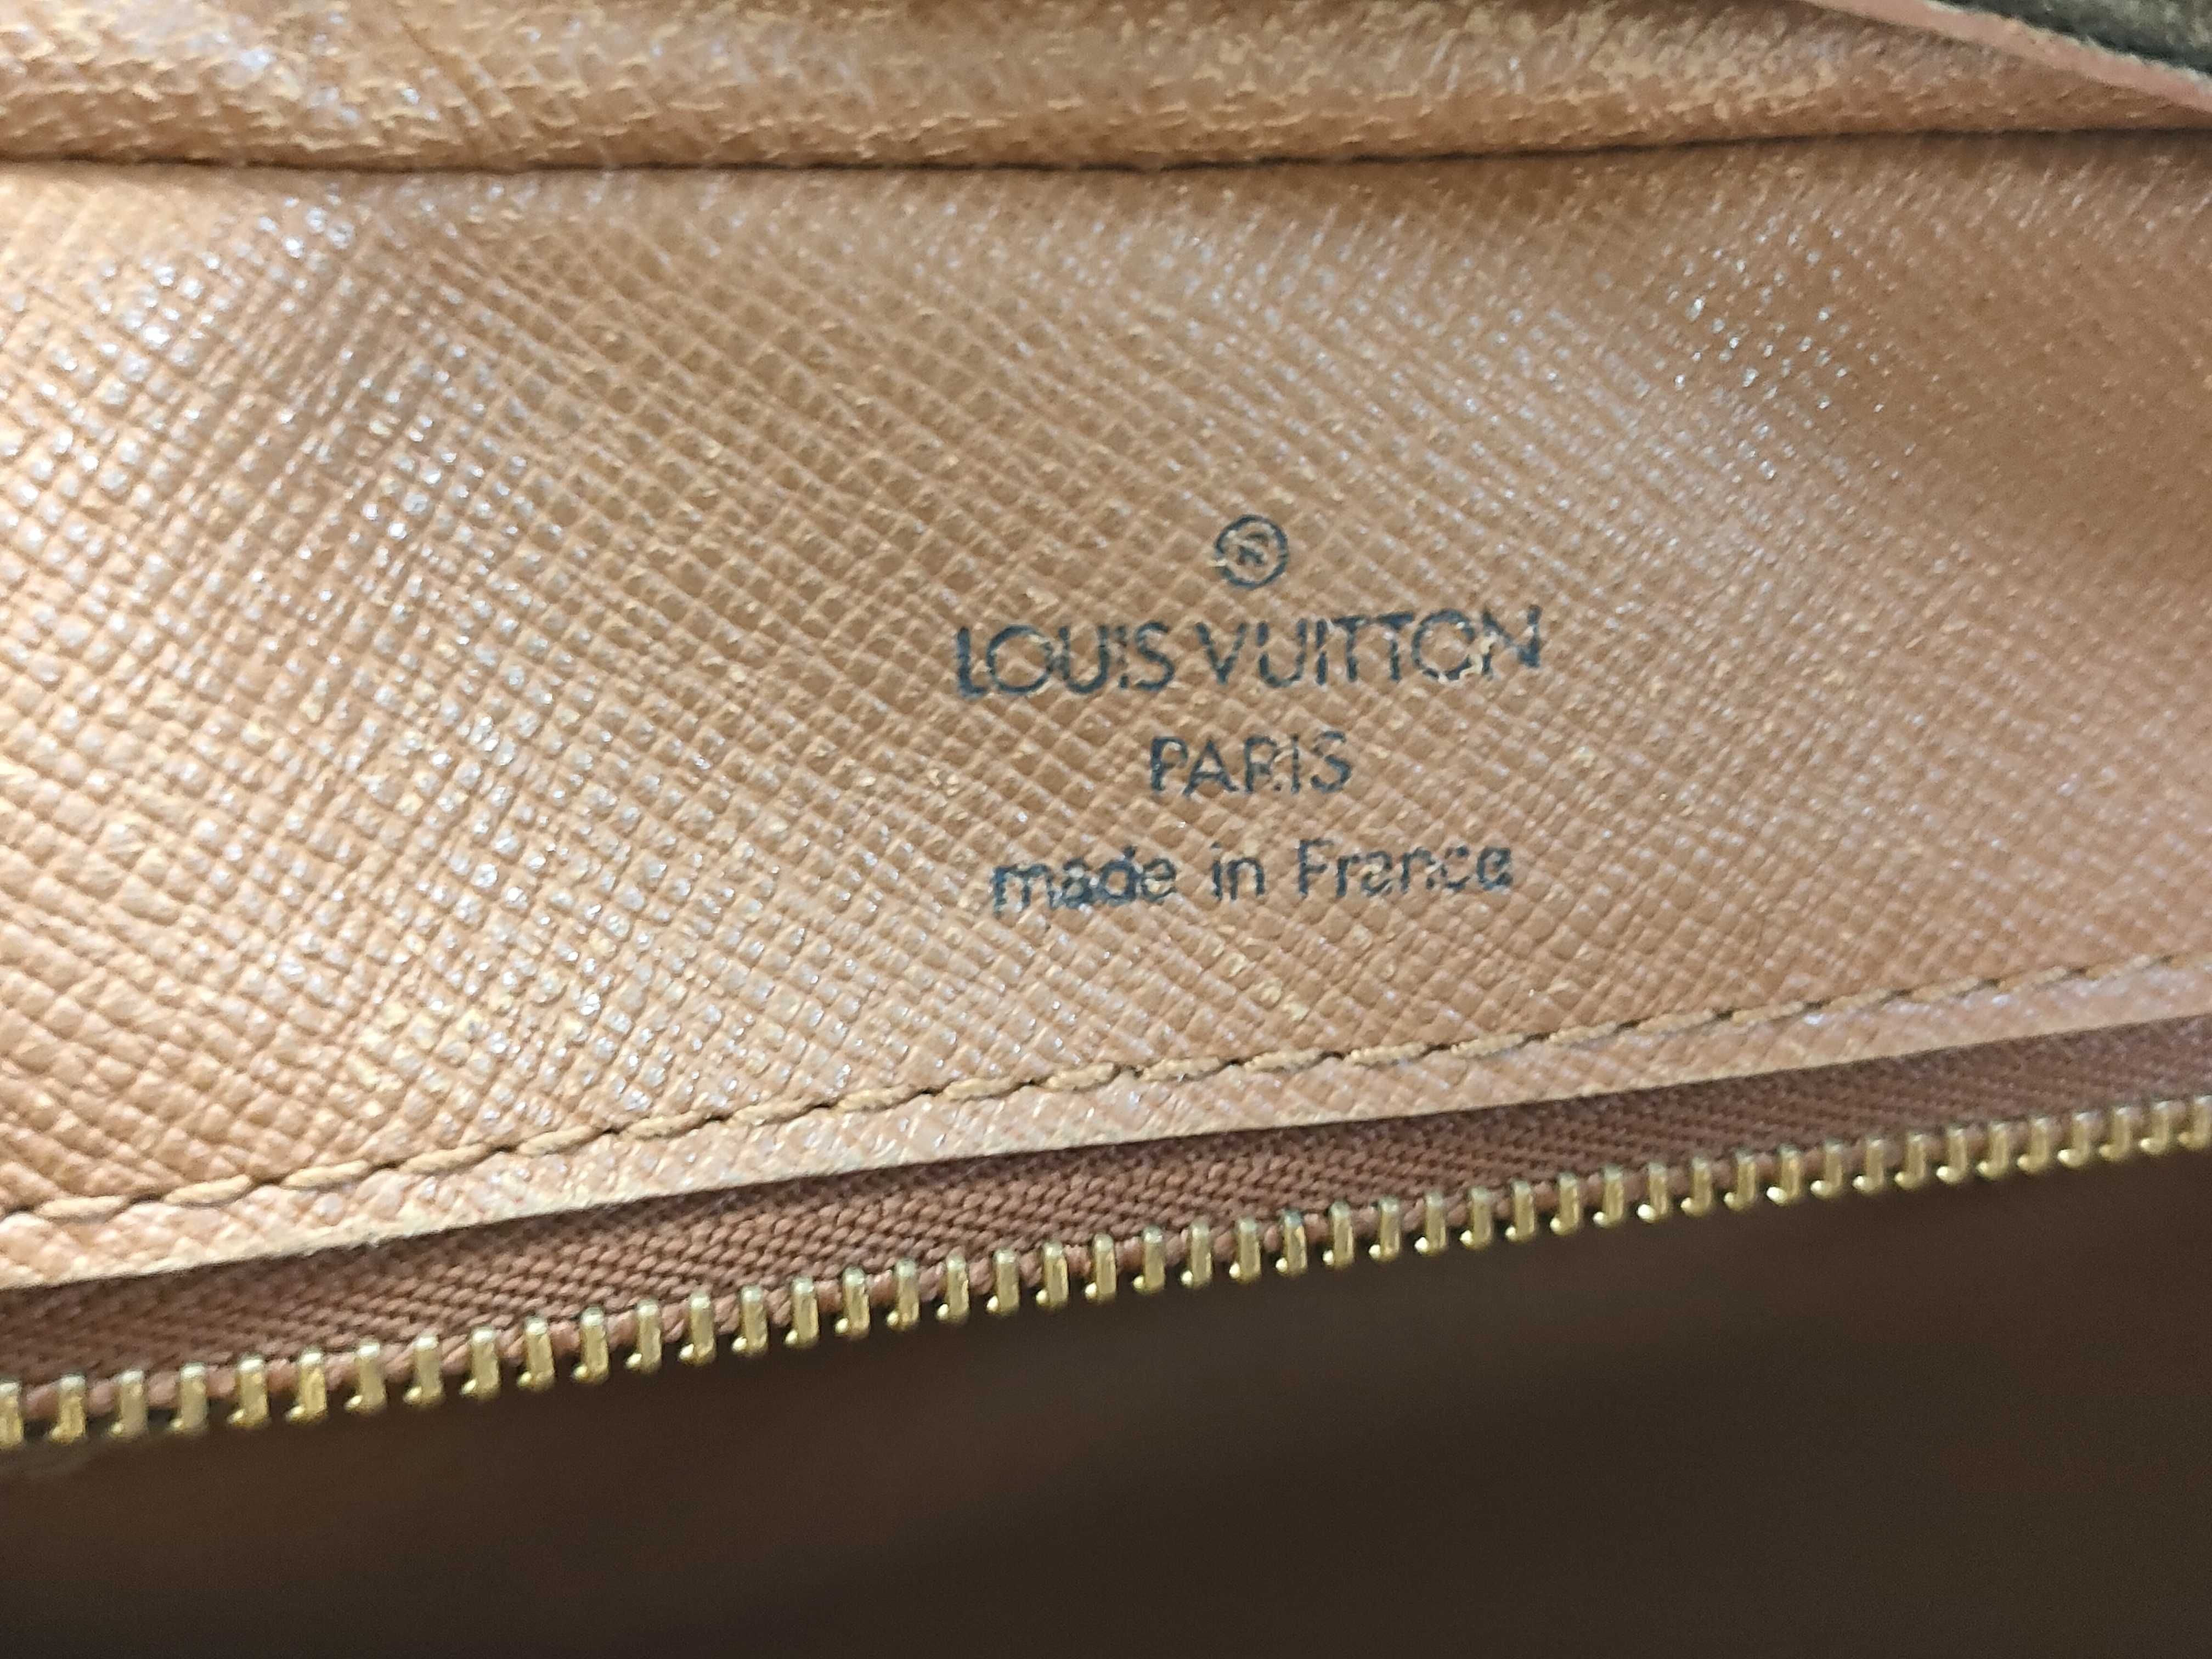 ®
LOUIS VUITTON
PARIS
made in France